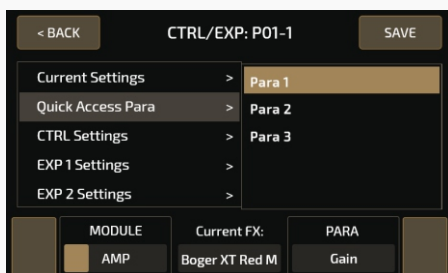 < BACK CTRL/EXP: P01-1 SAVE
Current Settings > Para 1
Quick Access Para > Para 2
CTRL Settings > Para 3
EXP 1 Settings >
EXP 2 Settings >
MODULE Current FX: PARA
AMP Boger XT Red M Gain